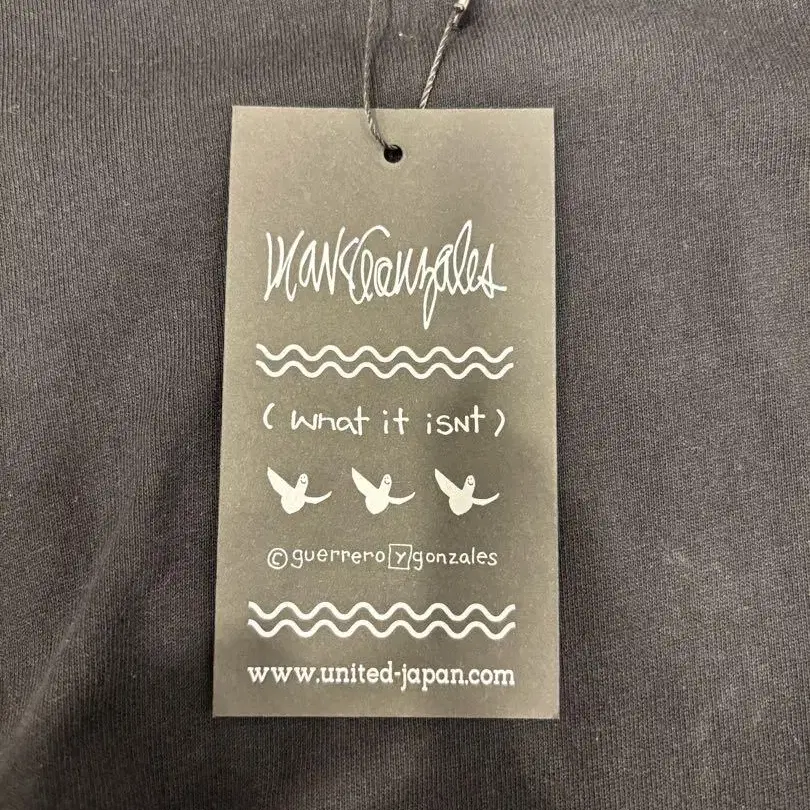 Mark Gonzales
( what it isNt )
©guerrero y gonzales
www.united-japan.com